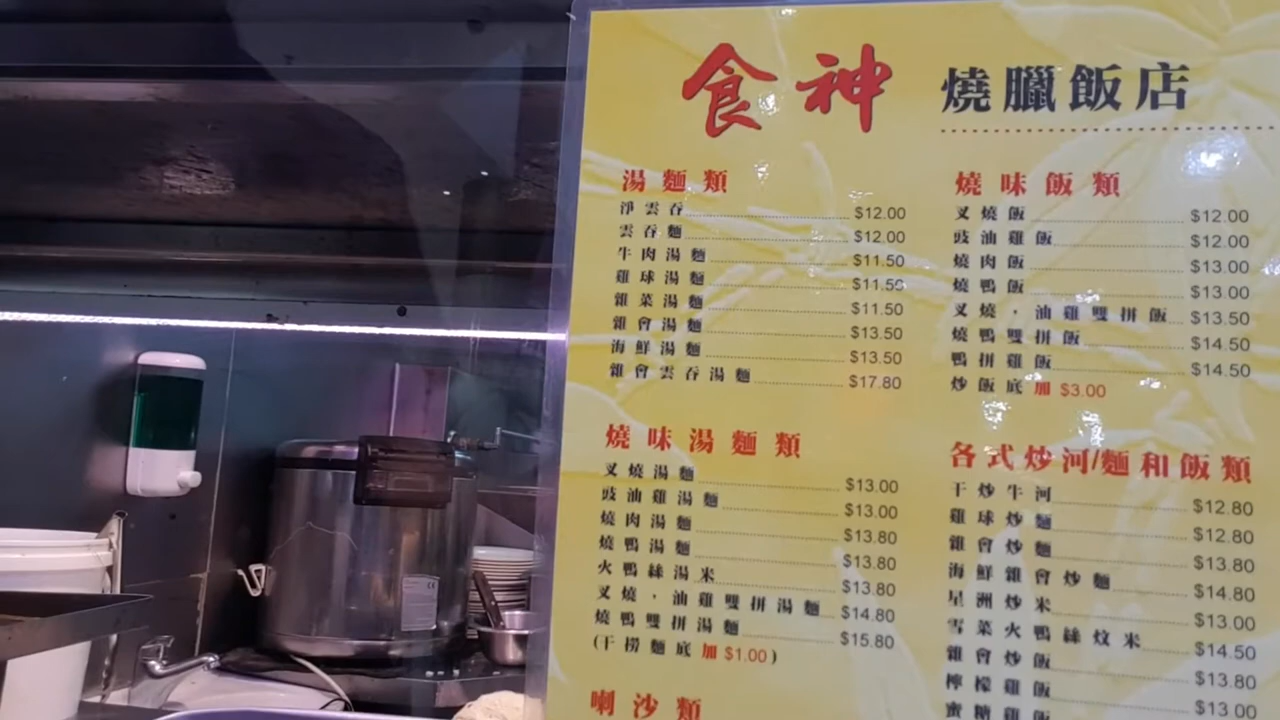 食神 燒臘飯店
湯麵類
淨雲吞 $12.00
雲吞麵 $12.00
牛肉湯麵 $11.50
雞球湯麵 $11.50
雜菜湯麵 $11.50
雜會湯麵 $13.50
海鮮湯麵 $13.50
雜會雲吞湯麵 $17.80
燒味湯麵類
叉燒湯麵 $13.00
豉油雞湯麵 $13.00
燒肉湯麵 $13.80
燒鴨湯麵 $13.80
火鴨絲湯米 $13.80
叉燒，油雞雙拼湯麵 $14.80
燒鴨雙拼湯麵 $15.80
(干撈麵底加 $1.00)
喇沙類
燒味飯類
叉燒飯 $12.00
豉油雞飯 $12.00
燒肉飯 $13.00
燒鴨飯 $13.00
叉燒，油雞雙拼飯 $13.50
燒鴨雙拼飯 $14.50
鴨拼雞飯 $14.50
炒飯底加 $3.00
各式炒河/麵和飯類
干炒牛河 $12.80
雞球炒麵 $12.80
雜會炒麵 $13.80
海鮮雜會炒麵 $14.80
星洲炒米 $13.00
雪菜火鴨絲炆米 $14.50
雜會炒飯 $13.80
檸檬雞飯 $13.00
蜜糖雞飯